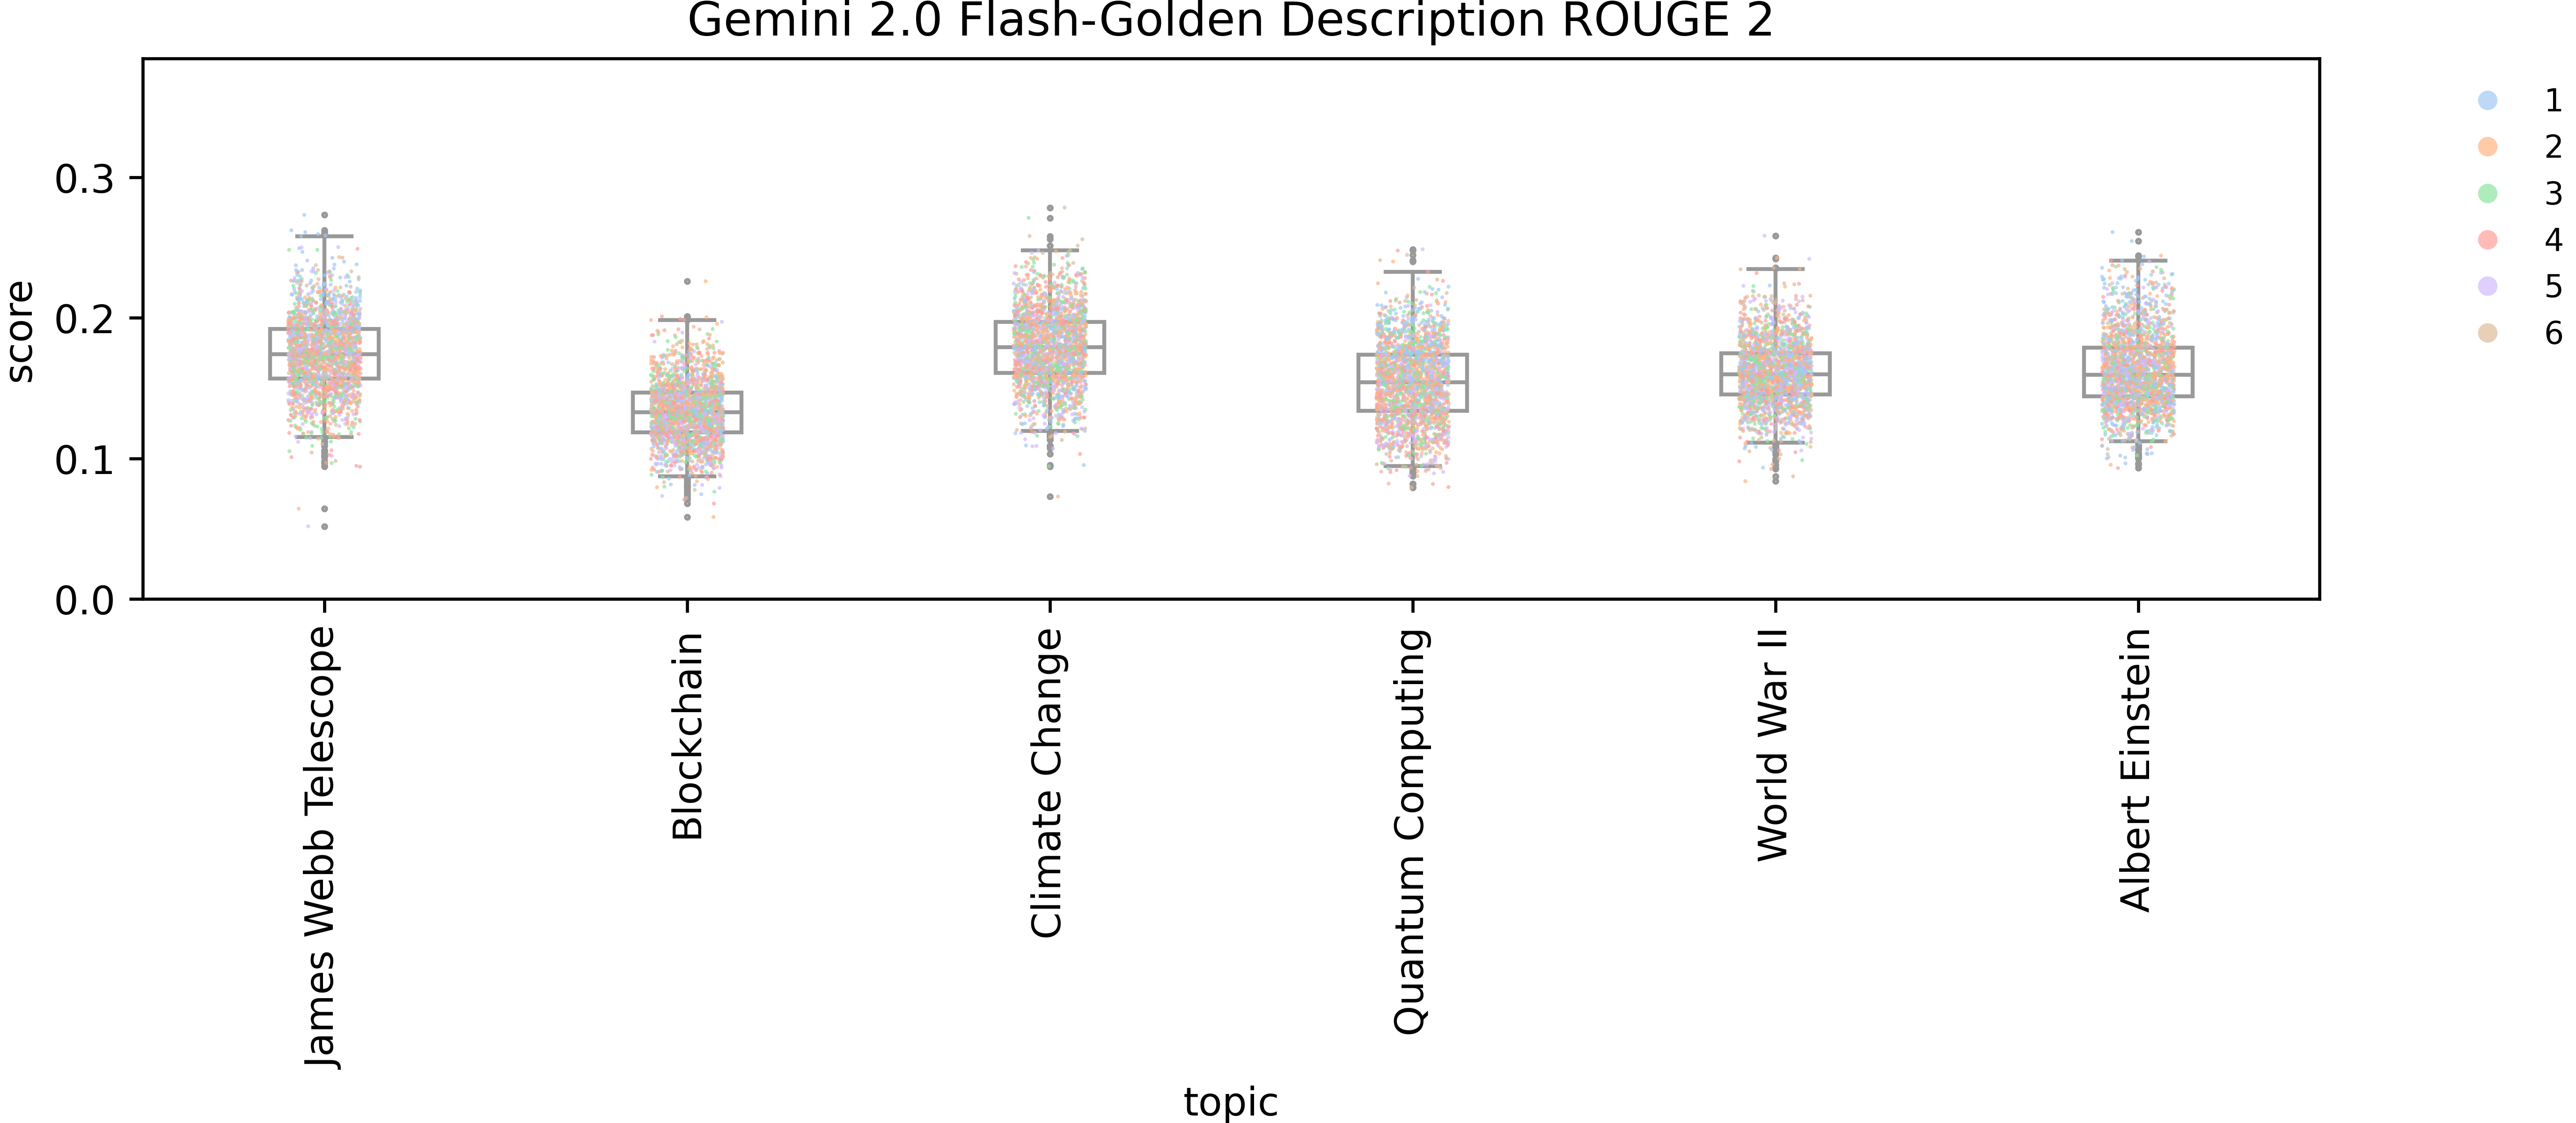 Gemini 2.0 Flash-Golden Description ROUGE 2
score
0.3
0.2
0.1
0.0
James Webb Telescope
Blockchain
Climate Change
Quantum Computing
World War II
Albert Einstein
topic
1
2
3
4
5
6